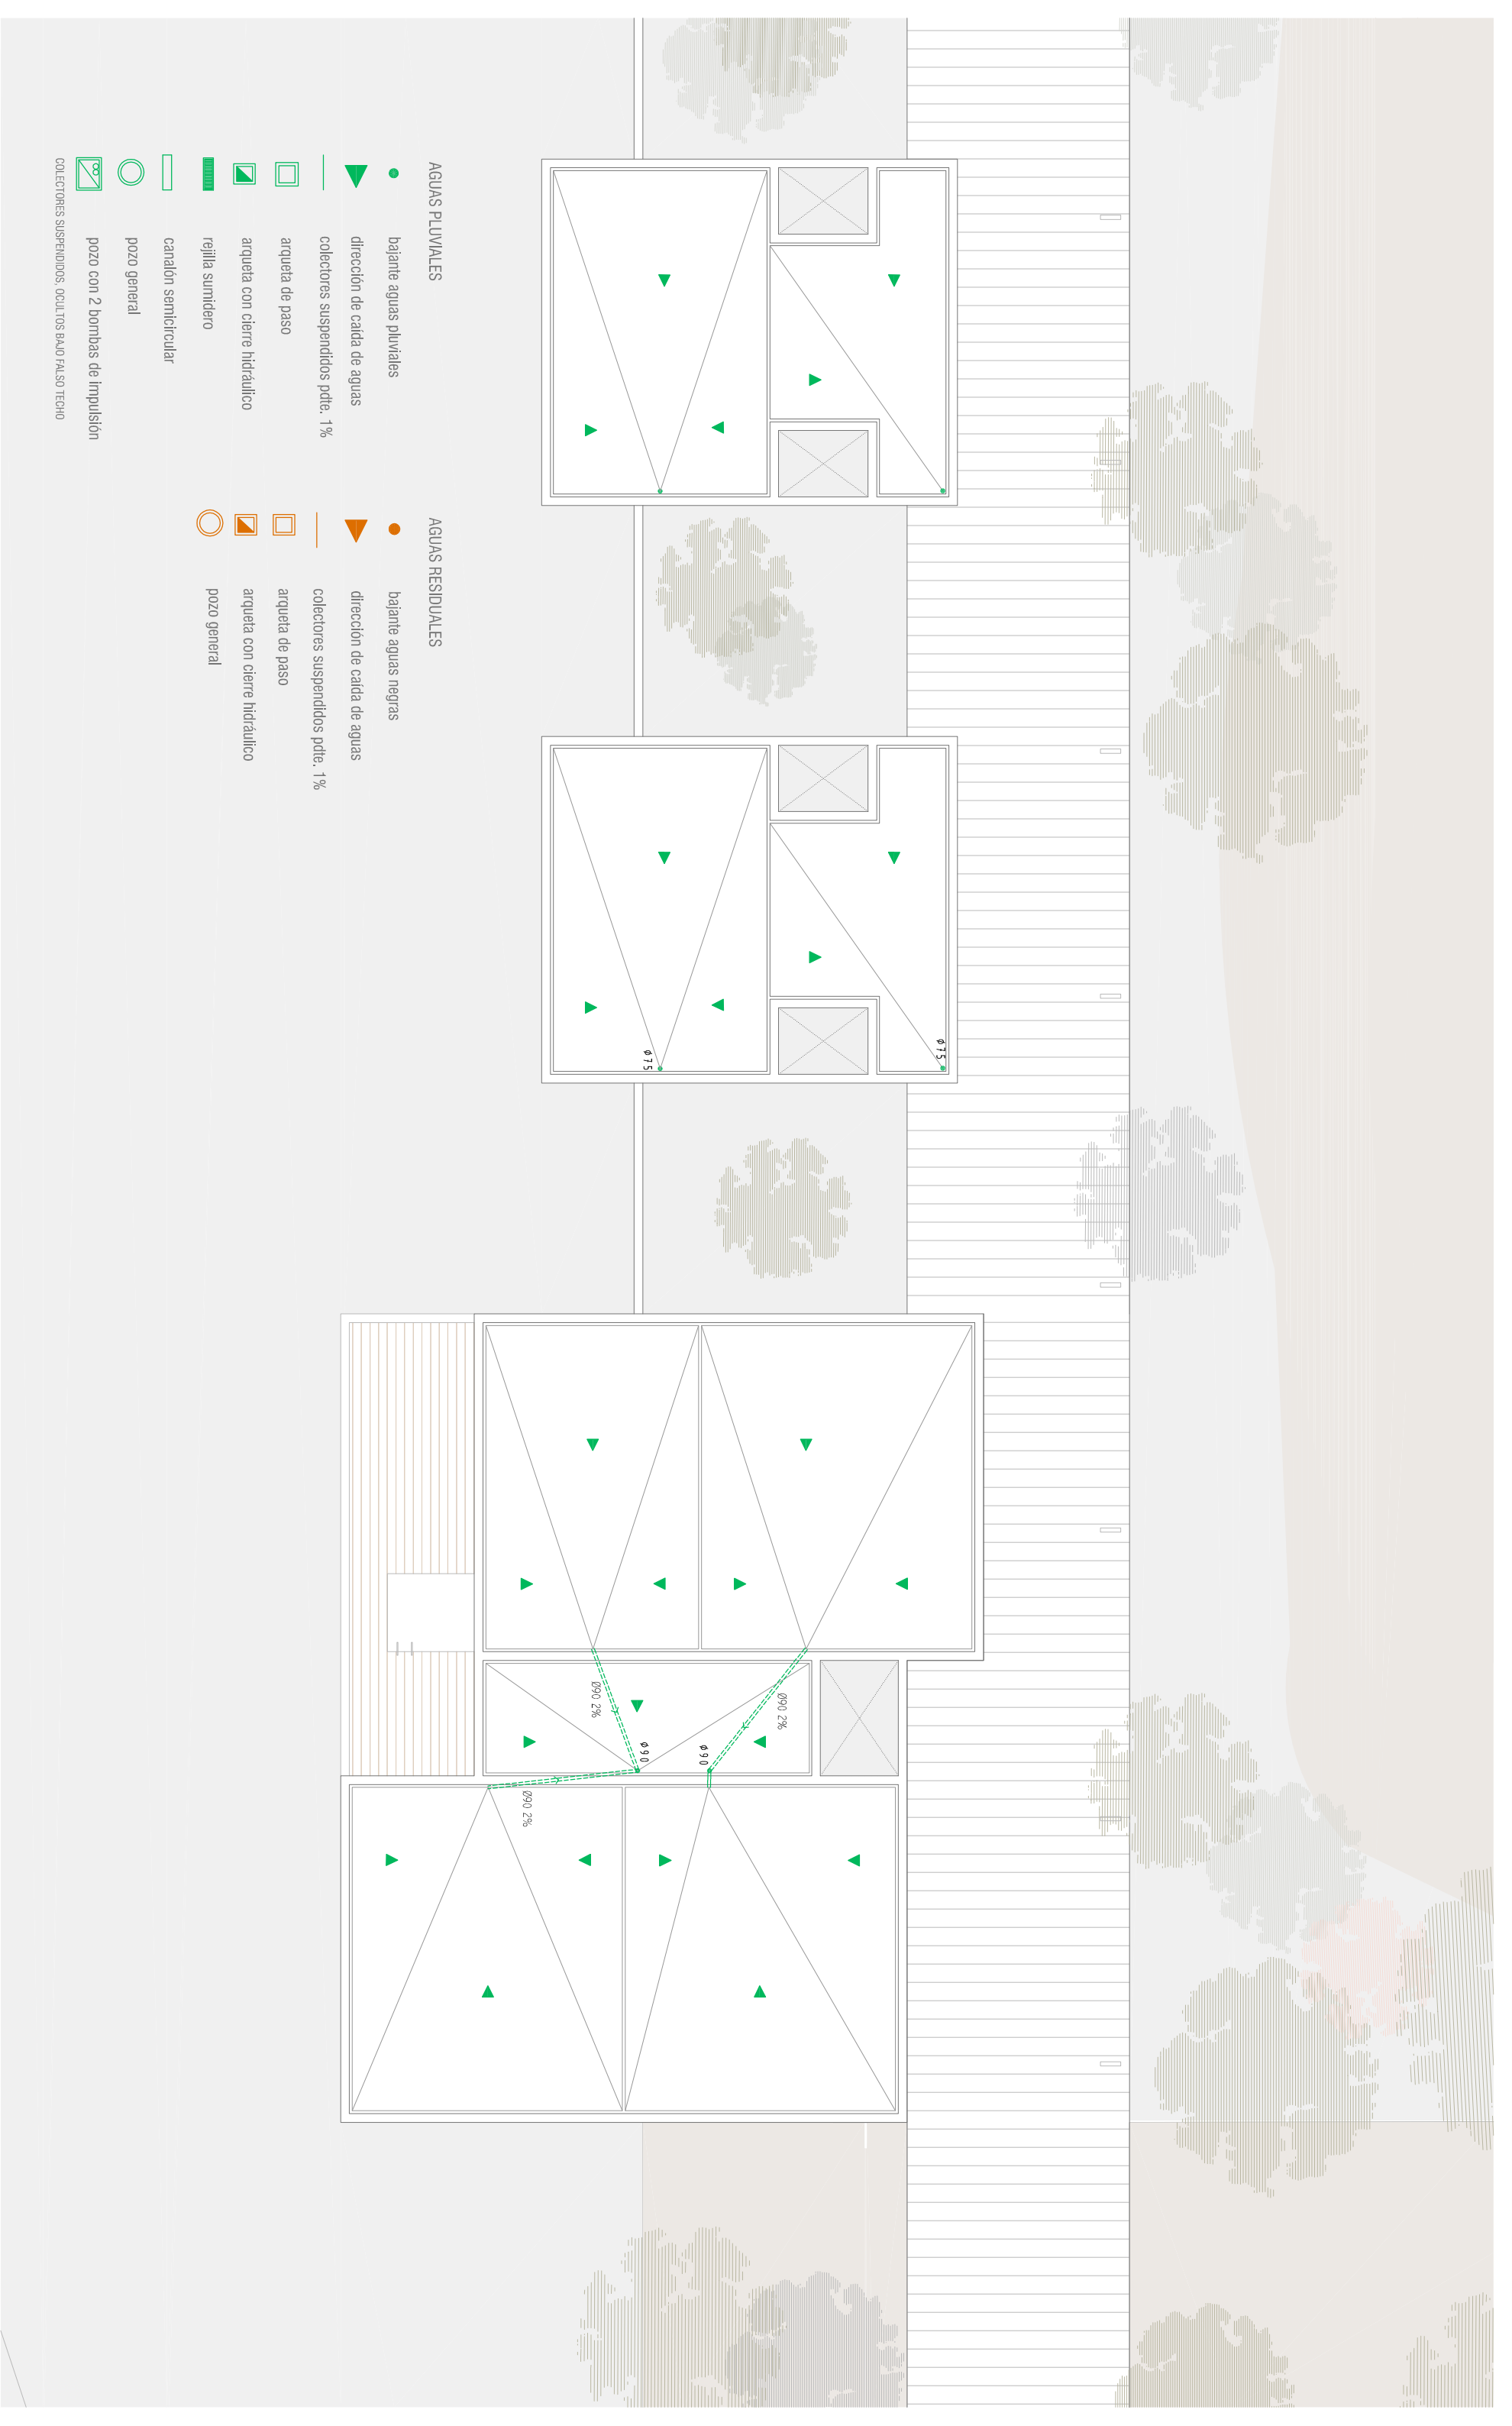 AGUAS PLUVIALES
bajante aguas pluviales
dirección de caída de aguas
colectores suspendidos pdte. 1%
arqueta de paso
arqueta con cierre hidráulico
rejilla sumidero
canalón semicircular
pozo general
pozo con 2 bombas de impulsión
COLECTORES SUSPENDIDOS, OCULTOS BAJO FALSO TECHO
AGUAS RESIDUALES
bajante aguas negras
dirección de caída de aguas
colectores suspendidos pdte. 1%
arqueta de paso
arqueta con cierre hidráulico
pozo general
Ø75
Ø75
Ø90 2%
Ø90 2%
Ø90
Ø90
Ø90 2%